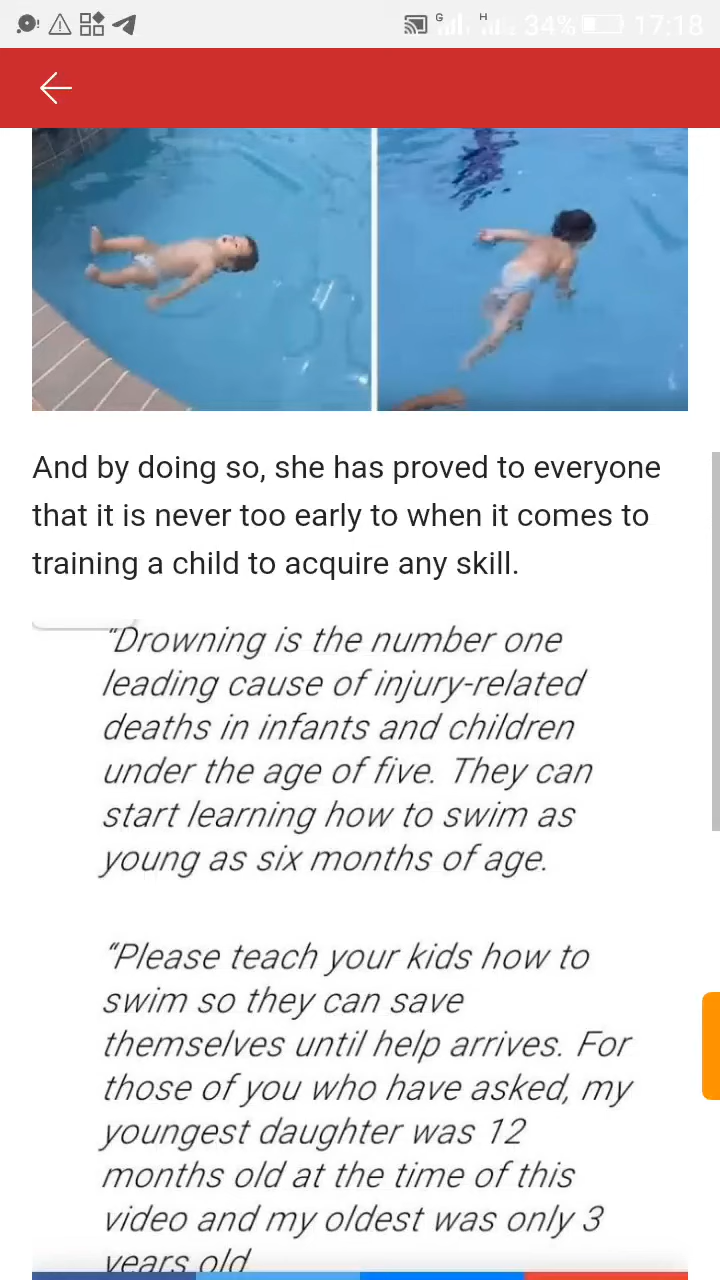 G H 34% 17:18
And by doing so, she has proved to everyone
that it is never too early to when it comes to
training a child to acquire any skill.
"Drowning is the number one
leading cause of injury-related
deaths in infants and children
under the age of five. They can
start learning how to swim as
young as six months of age.
"Please teach your kids how to
swim so they can save
themselves until help arrives. For
those of you who have asked, my
youngest daughter was 12
months old at the time of this
video and my oldest was only 3
years old